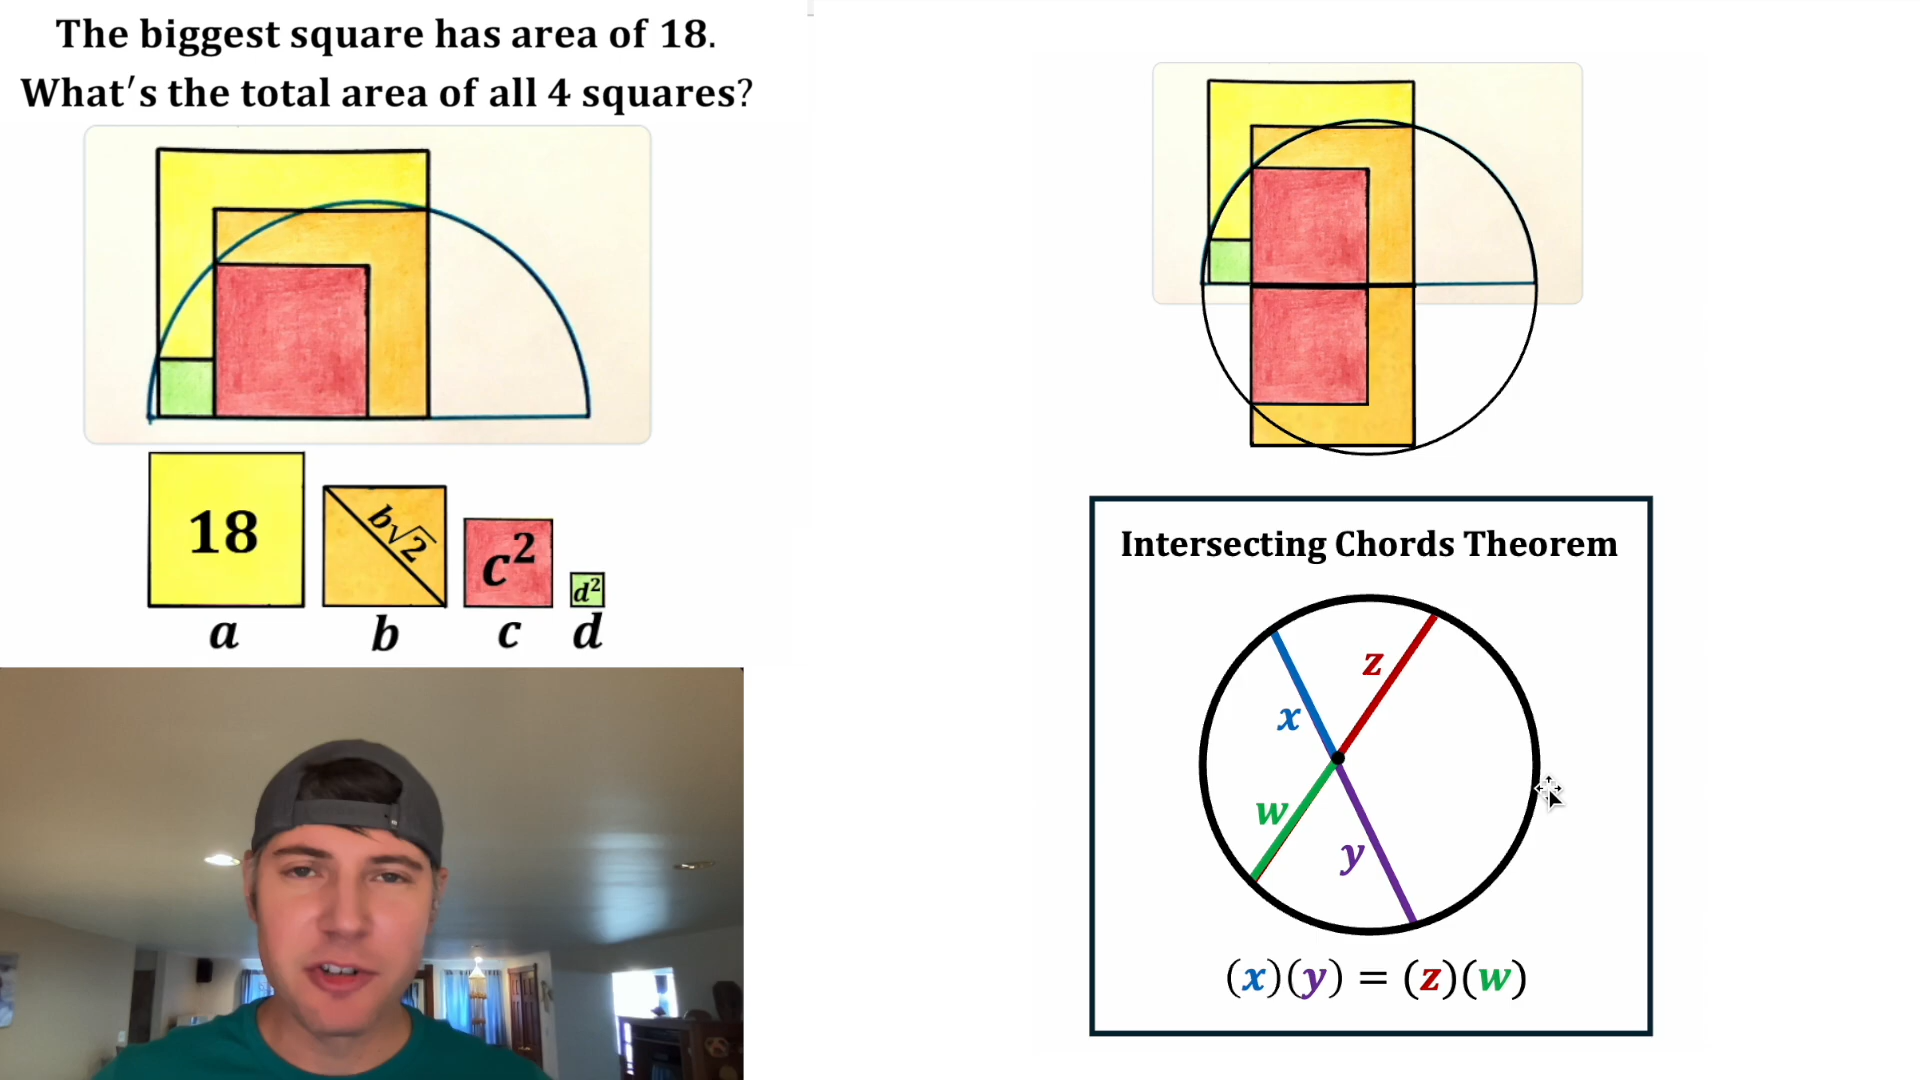 The biggest square has area of 18.
What's the total area of all 4 squares?
18
b√2
c²
d²
a b c d
Intersecting Chords Theorem
z
x
w
y
(x)(y) = (z)(w)